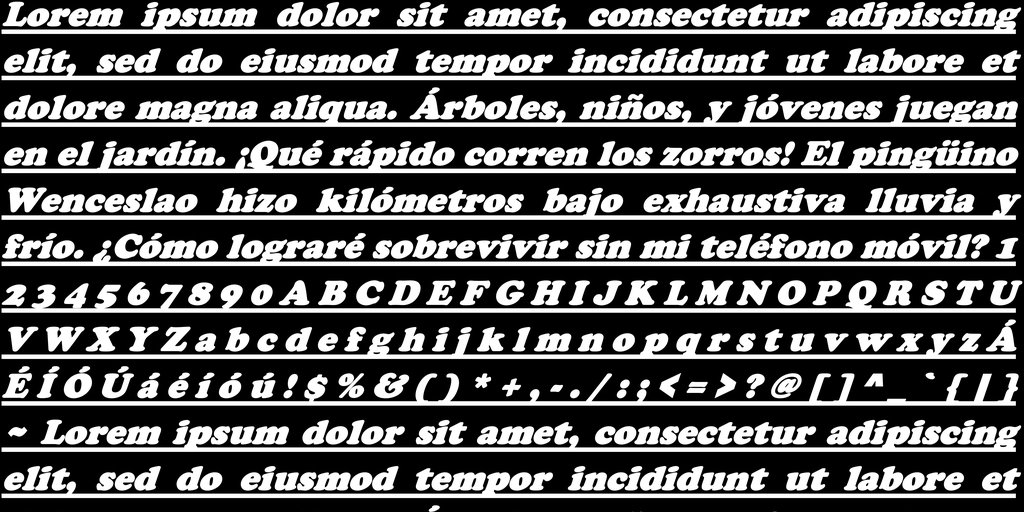 Lorem ipsum dolor sit amet, consectetur adipiscing
elit, sed do eiusmod tempor incididunt ut labore et
dolore magna aliqua. Árboles, niños, y jóvenes juegan
en el jardín. ¡Qué rápido corren los zorros! El pingüino
Wenceslao hizo kilómetros bajo exhaustiva lluvia y
frío. ¿Cómo lograré sobrevivir sin mi teléfono móvil? 1
2 3 4 5 6 7 8 9 0 A B C D E F G H I J K L M N O P Q R S T U
V W X Y Z a b c d e f g h i j k l m n o p q r s t u v w x y z Á
É Í Ó Ú á é í ó ú ! $ % & ( ) * + , - . / : ; < = > ? @ [ ] ^ _ ` { | }
~ Lorem ipsum dolor sit amet, consectetur adipiscing
elit, sed do eiusmod tempor incididunt ut labore et